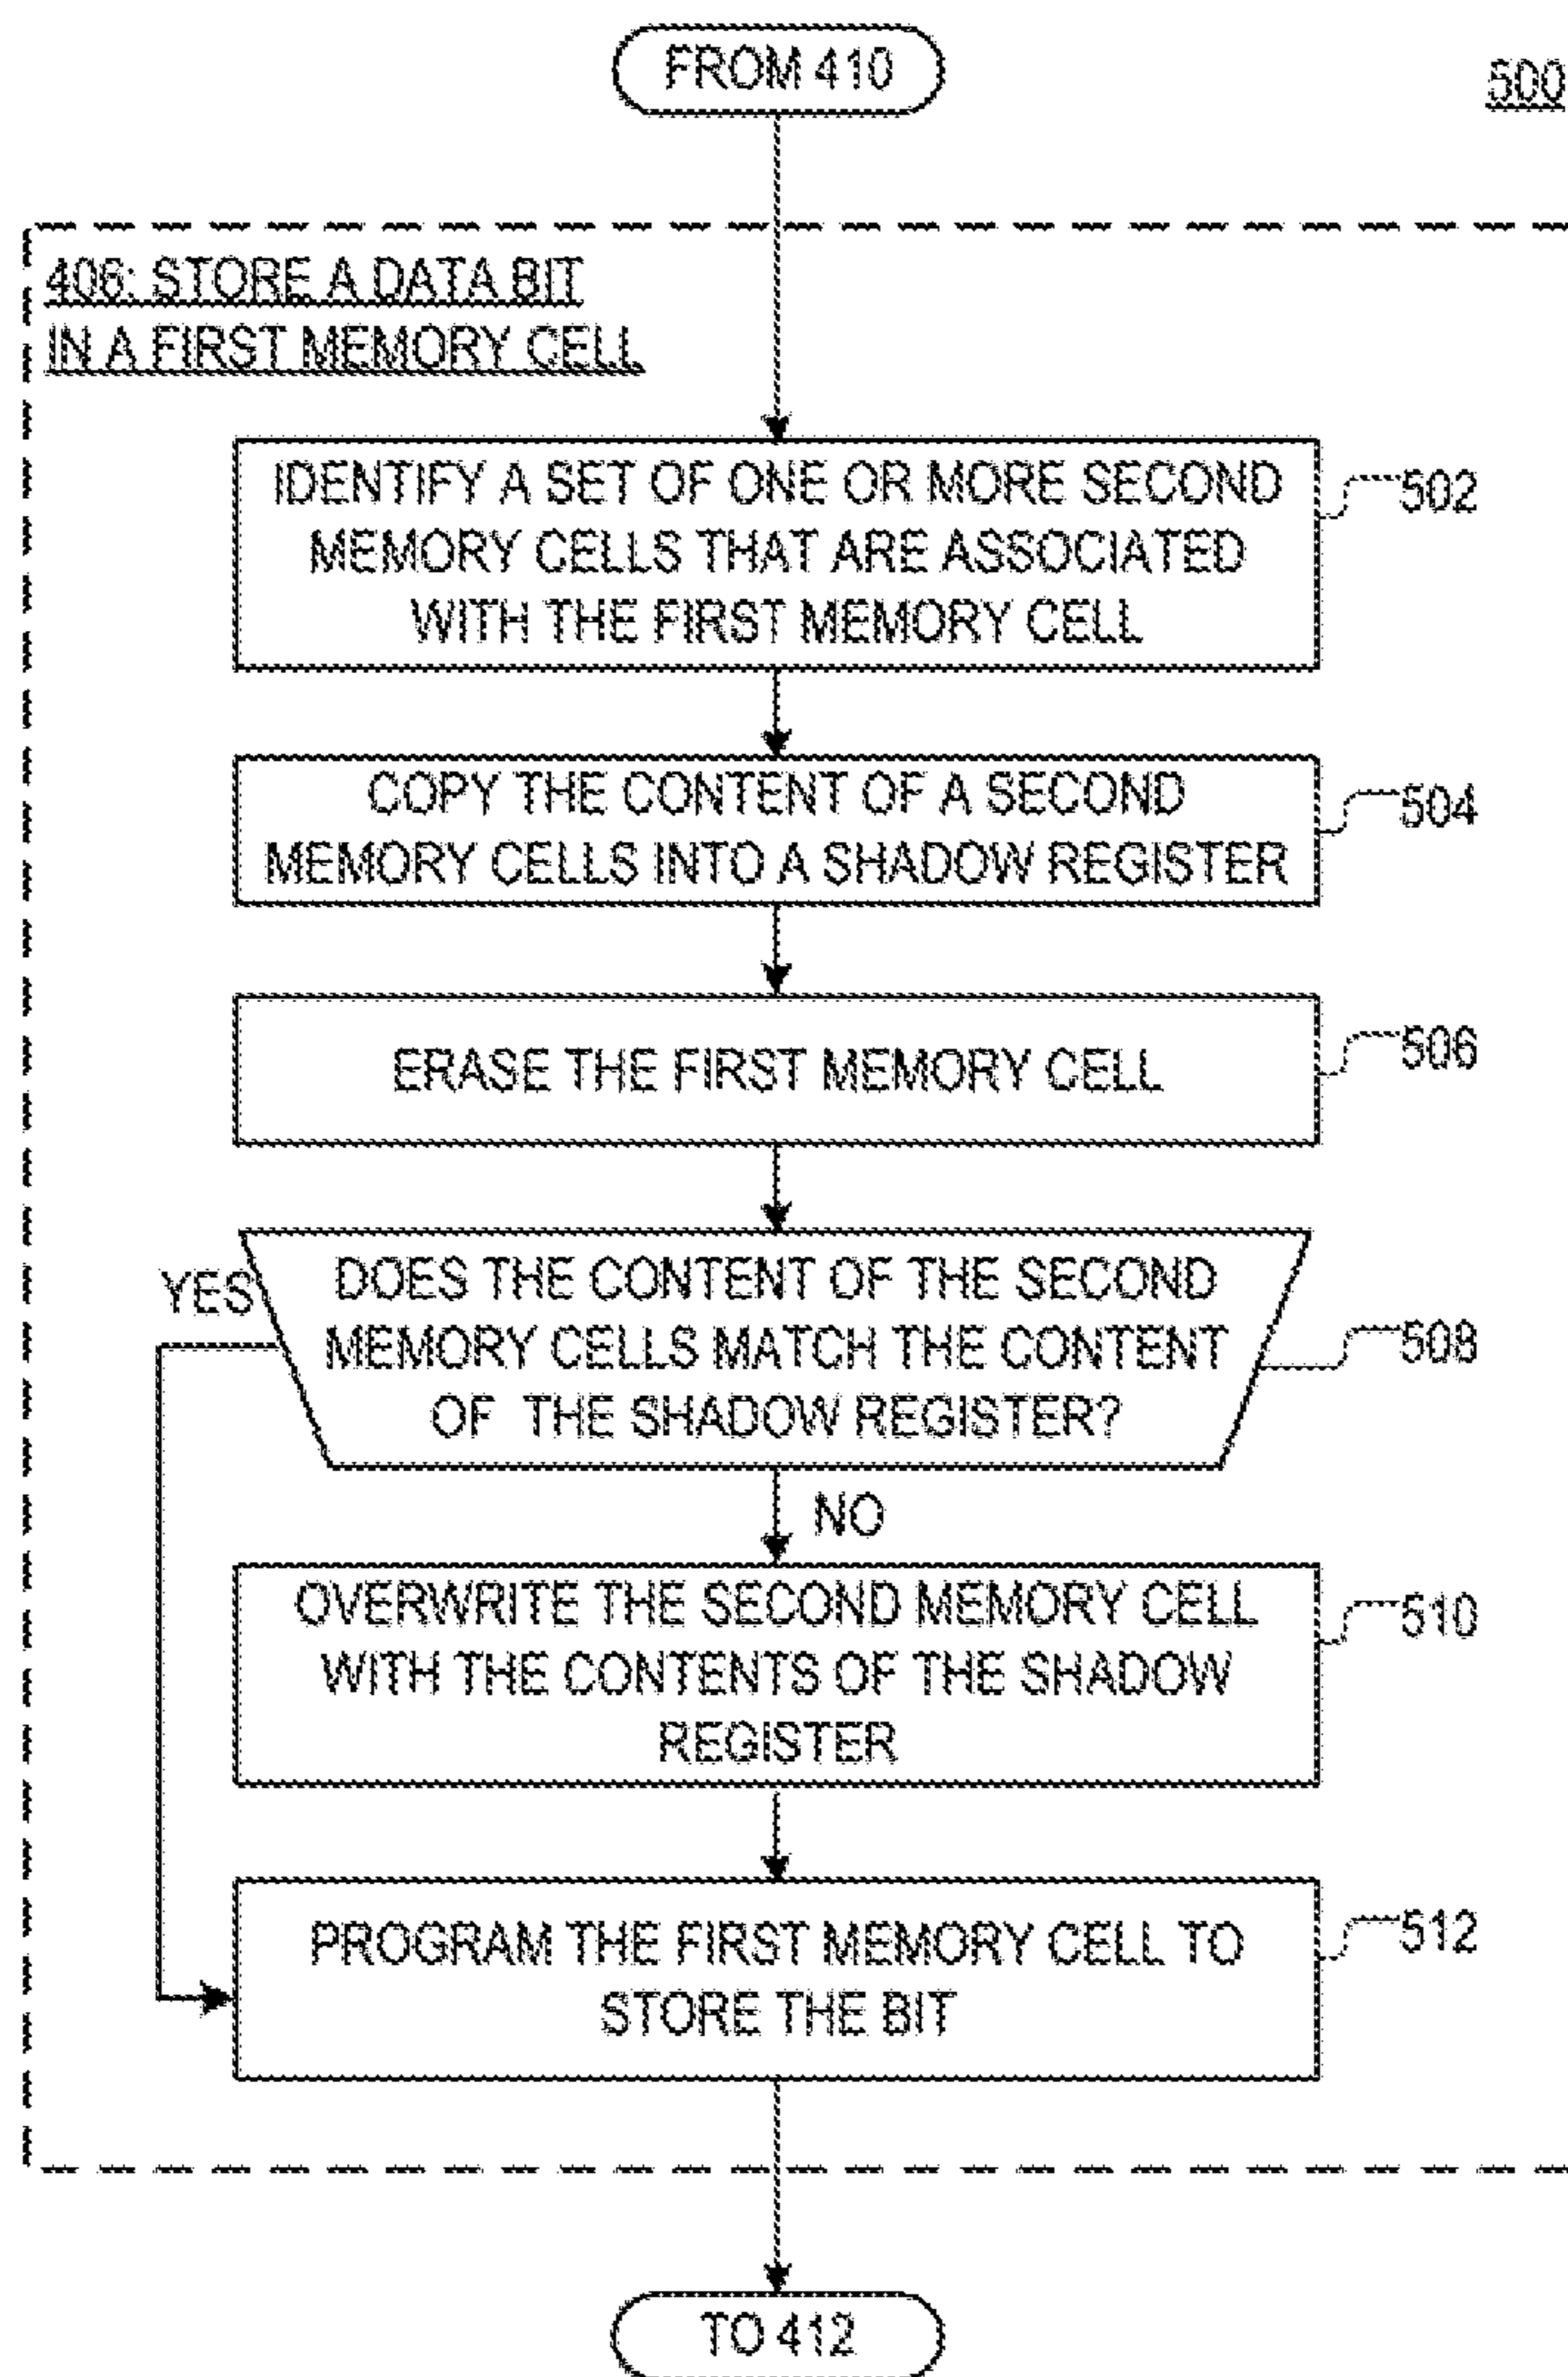 FROM 410
500
406: STORE A DATA BIT
IN A FIRST MEMORY CELL
IDENTIFY A SET OF ONE OR MORE SECOND
MEMORY CELLS THAT ARE ASSOCIATED
WITH THE FIRST MEMORY CELL
502
COPY THE CONTENT OF A SECOND
MEMORY CELLS INTO A SHADOW REGISTER
504
ERASE THE FIRST MEMORY CELL
506
YES
DOES THE CONTENT OF THE SECOND
MEMORY CELLS MATCH THE CONTENT
OF THE SHADOW REGISTER?
508
NO
OVERWRITE THE SECOND MEMORY CELL
WITH THE CONTENTS OF THE SHADOW
REGISTER
510
PROGRAM THE FIRST MEMORY CELL TO
STORE THE BIT
512
TO 412